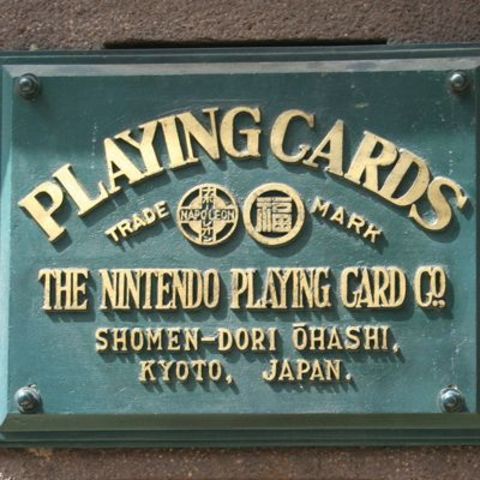 PLAYING CARDS
TRADE NAPOLEON 福 MARK
THE NINTENDO PLAYING CARD CO.
SHOMEN-DORI ŌHASHI,
KYOTO, JAPAN.